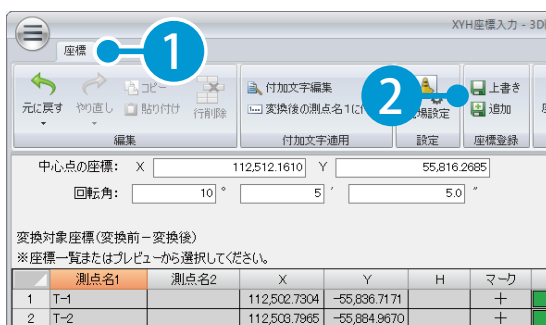 XYH座標入力 - 3D
座標
1
2
元に戻す
やり直し
コピー
貼り付け
行削除
編集
付加文字編集
変換後の測点名1に
付加文字適用
場設定
設定
上書き
追加
座標登録
中心点の座標: X 112,512.1610 Y 55,816.2685
回転角: 10 ° 5 ′ 5.0 ″
変換対象座標(変換前-変換後)
※座標一覧またはプレビューから選択してください。
測点名1 測点名2 X Y H マーク
1 T-1 112,502.7304 -55,836.7171 +
2 T-2 112,503.7965 -55,884.9670 +